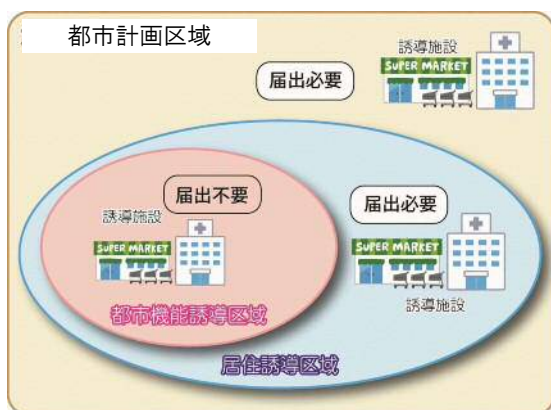 都市計画区域
誘導施設
SUPER MARKET
届出必要
届出不要
誘導施設
SUPER MARKET
都市機能誘導区域
届出必要
SUPER MARKET
誘導施設
居住誘導区域